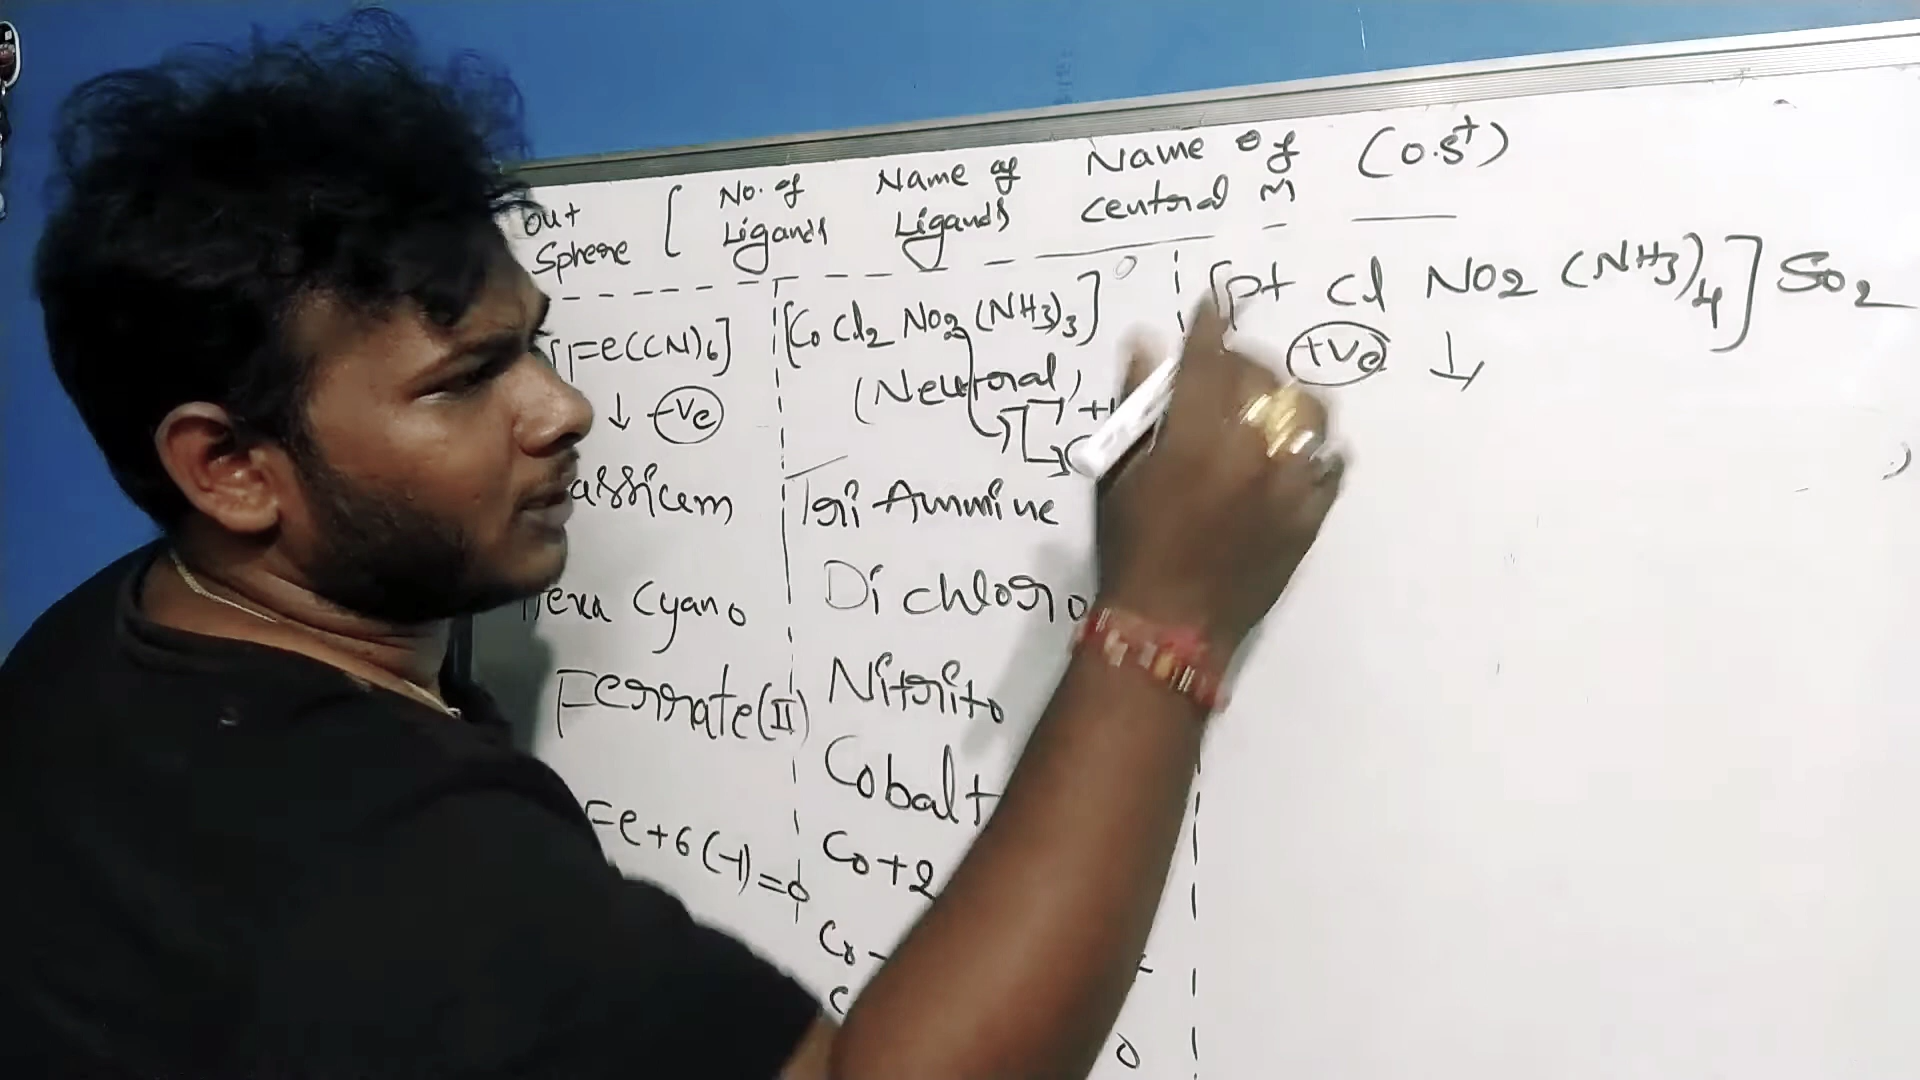 out Sphere [ No. of Ligands Name of Ligands Name of central M (O.S+)
[Fe(CN)6]
↓ -ve
assium
Hexa Cyano
Ferrate(II)
Fe+6(-1)=0
[Co Cl2 NO2 (NH3)3]0
(Neutral)
Tri Ammine
Di chloro
Nitrito
Cobalt
Co+2
Co-
C
0
[Pt Cl NO2 (NH3)4] SO2
+ve ↓